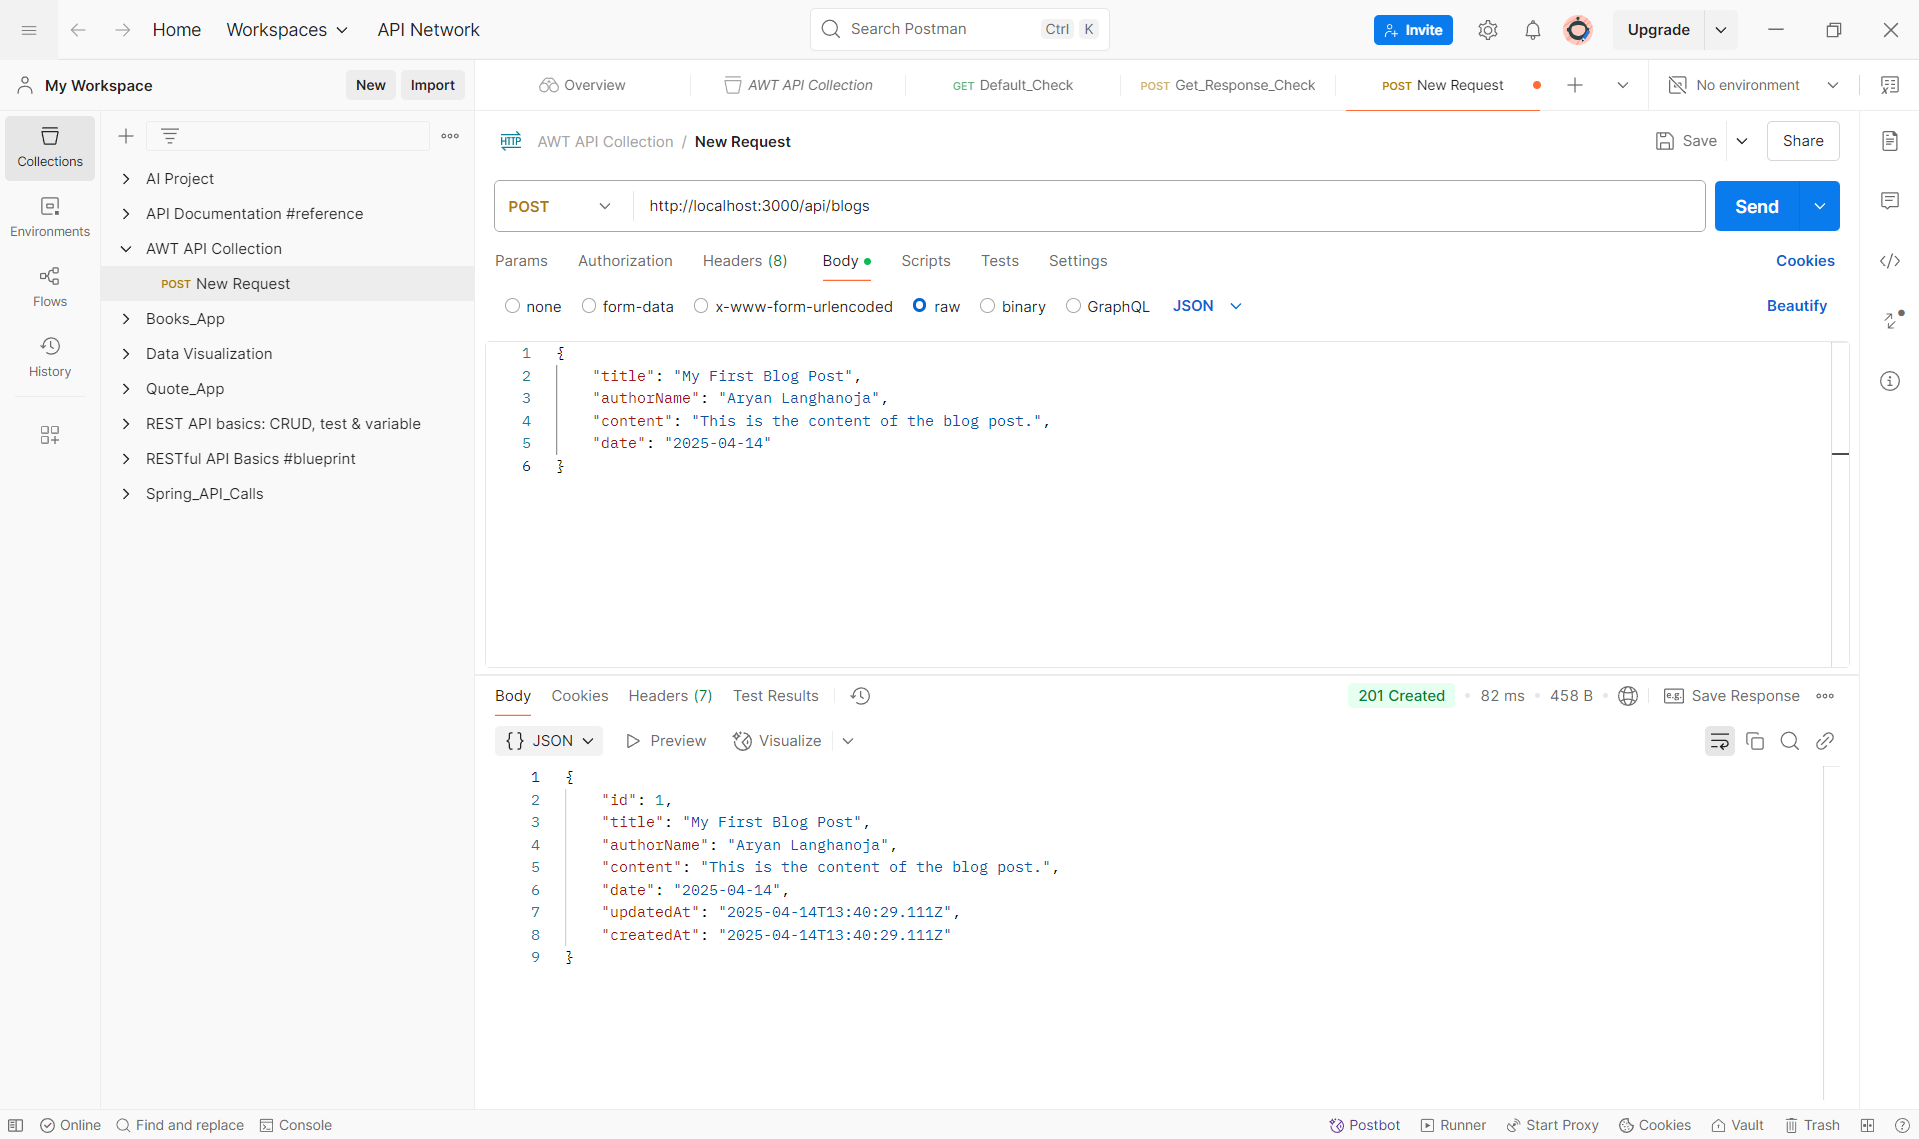 Home Workspaces API Network Search Postman Ctrl K Invite Upgrade
My Workspace New Import Overview AWT API Collection GET Default_Check POST Get_Response_Check POST New Request No environment
Collections
Environments
Flows
History
AI Project
API Documentation #reference
AWT API Collection
POST New Request
Books_App
Data Visualization
Quote_App
REST API basics: CRUD, test & variable
RESTful API Basics #blueprint
Spring_API_Calls
HTTP AWT API Collection / New Request Save Share
POST http://localhost:3000/api/blogs Send
Params Authorization Headers (8) Body Scripts Tests Settings Cookies
none form-data x-www-form-urlencoded raw binary GraphQL JSON Beautify
1 {
2 "title": "My First Blog Post",
3 "authorName": "Aryan Langhanoja",
4 "content": "This is the content of the blog post.",
5 "date": "2025-04-14"
6 }
Body Cookies Headers (7) Test Results 201 Created 82 ms 458 B e.g. Save Response
{} JSON Preview Visualize
1 {
2 "id": 1,
3 "title": "My First Blog Post",
4 "authorName": "Aryan Langhanoja",
5 "content": "This is the content of the blog post.",
6 "date": "2025-04-14",
7 "updatedAt": "2025-04-14T13:40:29.111Z",
8 "createdAt": "2025-04-14T13:40:29.111Z"
9 }
Online Find and replace Console Postbot Runner Start Proxy Cookies Vault Trash